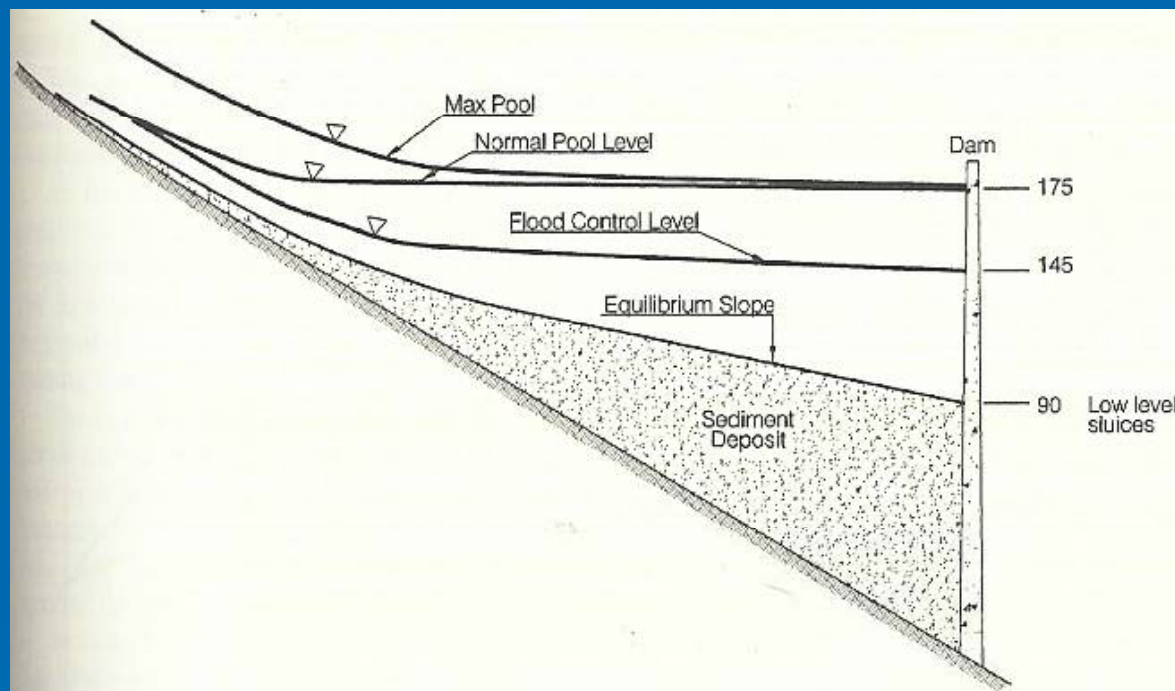 Max Pool
Normal Pool Level
Dam
175
Flood Control Level
145
Equilibrium Slope
90 Low level
sluices
Sediment
Deposit